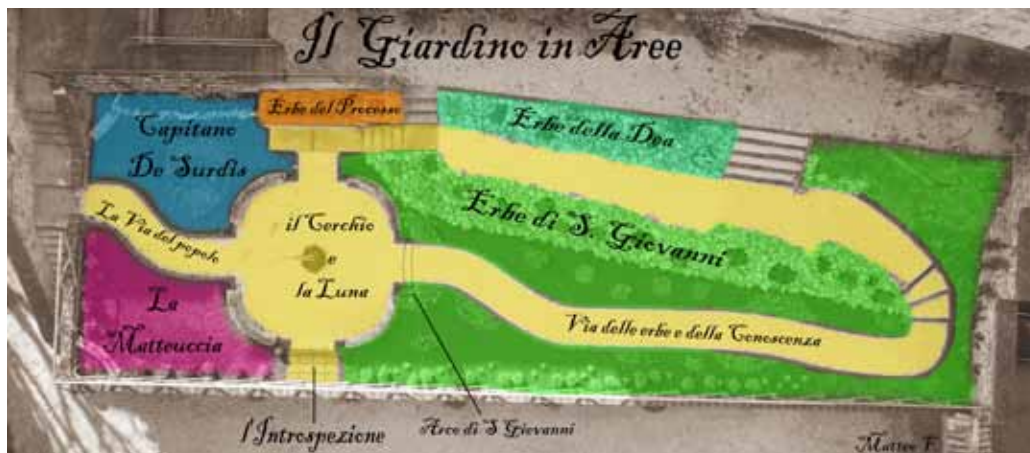 Il Giardino in Aree
Erbe del Processo
Capitano
De Surdis
Erbe della Dea
Erbe di S. Giovanni
La Via del popolo
il Cerchio
e
la Luna
La
Matteuccia
Via delle erbe e della Conoscenza
l'Introspezione
Arco di S Giovanni
Matteo F.